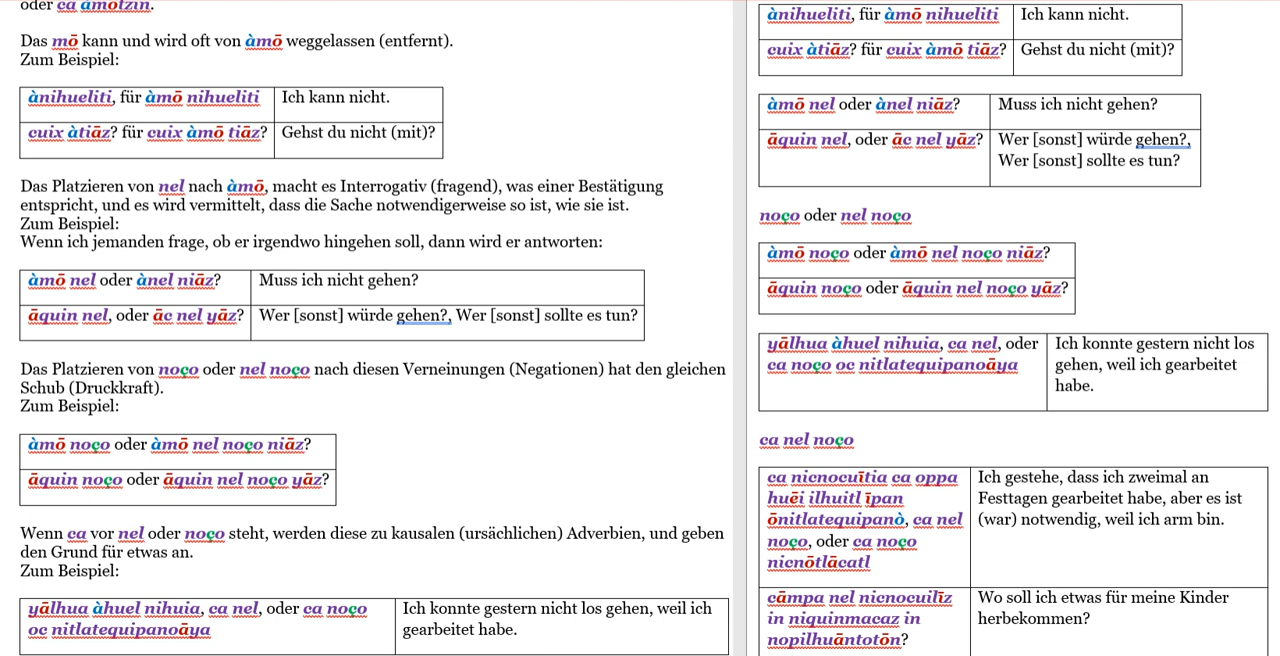 oder ca àmotzin.
Das mō kann und wird oft von àmō weggelassen (entfernt).
Zum Beispiel:
ànihueliti, für àmō nihueliti Ich kann nicht.
cuix àtiāz? für cuix àmō tiāz? Gehst du nicht (mit)?
Das Platzieren von nel nach àmō, macht es Interrogativ (fragend), was einer Bestätigung
entspricht, und es wird vermittelt, dass die Sache notwendigerweise so ist, wie sie ist.
Zum Beispiel:
Wenn ich jemanden frage, ob er irgendwo hingehen soll, dann wird er antworten:
àmō nel oder ànel niāz? Muss ich nicht gehen?
āquin nel, oder āc nel yāz? Wer [sonst] würde gehen?, Wer [sonst] sollte es tun?
Das Platzieren von noço oder nel noço nach diesen Verneinungen (Negationen) hat den gleichen
Schub (Druckkraft).
Zum Beispiel:
àmō noço oder àmō nel noço niāz?
āquin noço oder āquin nel noço yāz?
Wenn ca vor nel oder noço steht, werden diese zu kausalen (ursächlichen) Adverbien, und geben
den Grund für etwas an.
Zum Beispiel:
yālhua àhuel nihuia, ca nel, oder ca noço Ich konnte gestern nicht los gehen, weil ich
oc nitlatequipanoāya gearbeitet habe.
ànihueliti, für àmō nihueliti Ich kann nicht.
cuix àtiāz? für cuix àmō tiāz? Gehst du nicht (mit)?
àmō nel oder ànel niāz? Muss ich nicht gehen?
āquin nel, oder āc nel yāz? Wer [sonst] würde gehen?,
Wer [sonst] sollte es tun?
noço oder nel noço
àmō noço oder àmō nel noço niāz?
āquin noço oder āquin nel noço yāz?
yālhua àhuel nihuia, ca nel, oder Ich konnte gestern nicht los
ca noço oc nitlatequipanoāya gehen, weil ich gearbeitet
habe.
ca nel noço
ca nicnocuītia ca oppa Ich gestehe, dass ich zweimal an
huēi ilhuitl īpan Festtagen gearbeitet habe, aber es ist
ōnitlatequipanò, ca nel (war) notwendig, weil ich arm bin.
noço, oder ca noço
nicnōtlācatl
cāmpa nel nicnocuilīz Wo soll ich etwas für meine Kinder
in niquinmacaz in herbekommen?
nopilhuāntotōn?